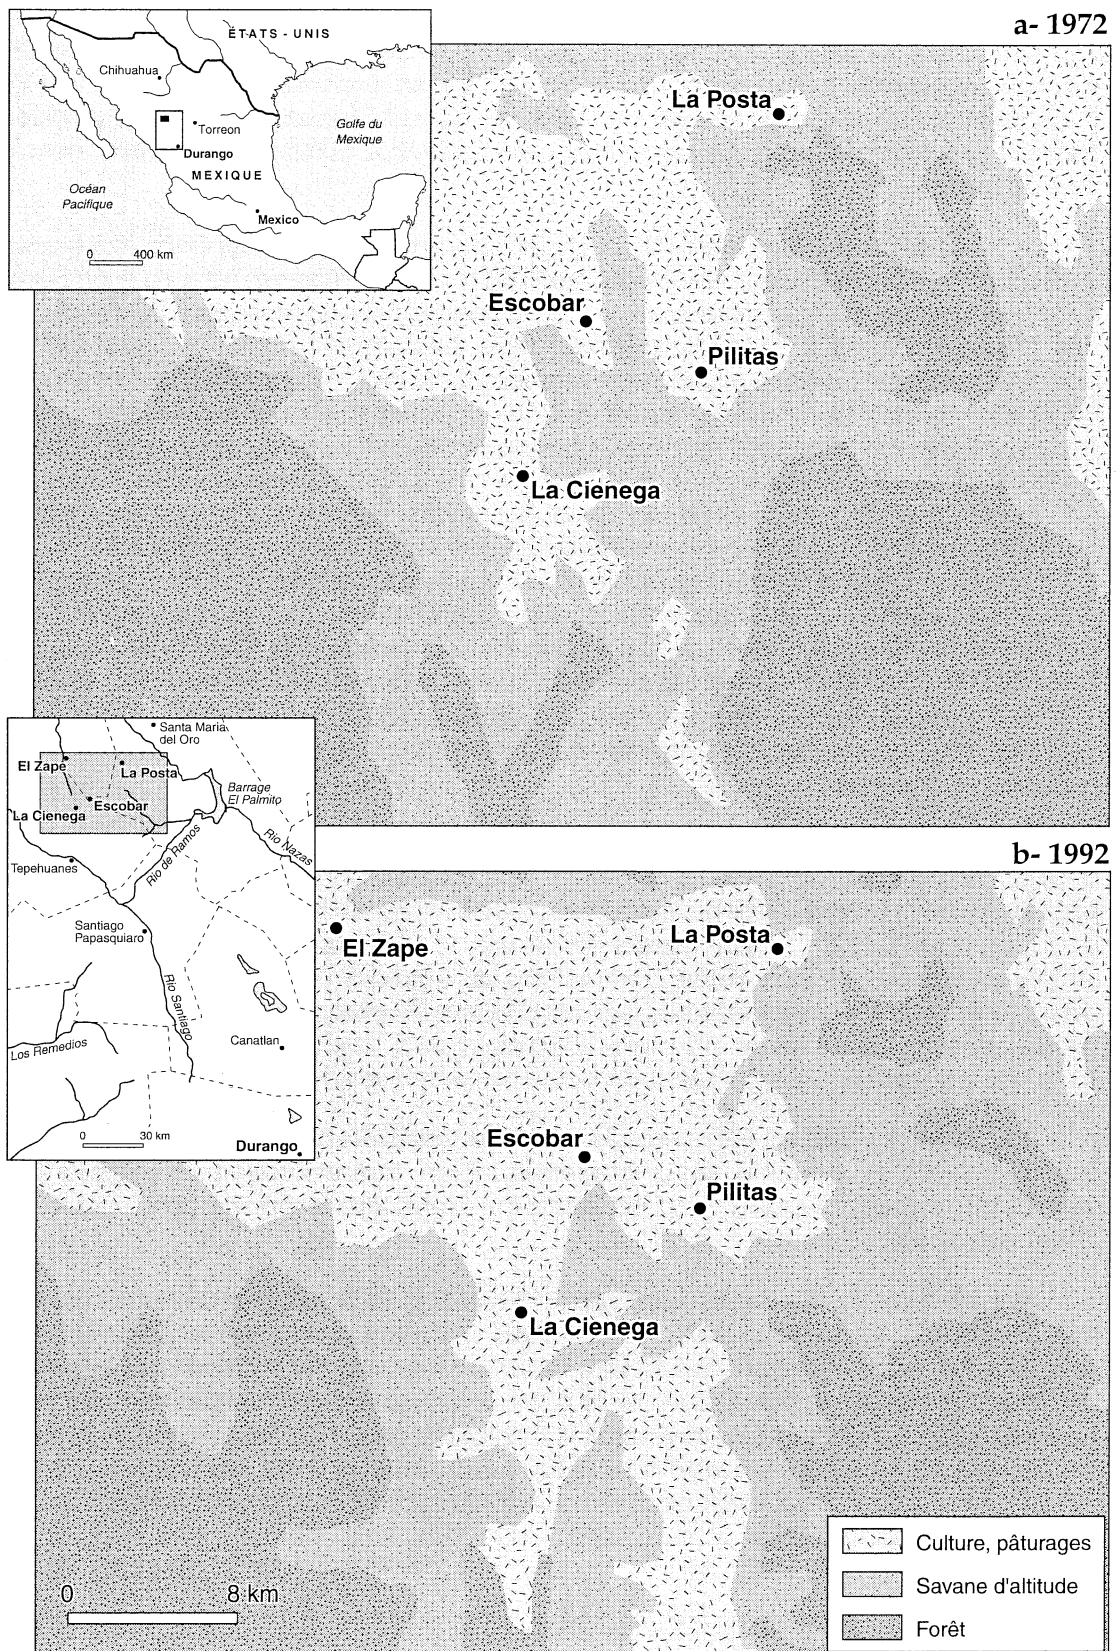 a- 1972
ÉTATS - UNIS
Chihuahua
Torreon
Golfe du
Mexique
Durango
MEXIQUE
Océan
Pacifique
Mexico
0 400 km
La Posta
Escobar
Pilitas
La Cienega
Santa Maria
del Oro
El Zape
La Posta
Barrage
El Palmito
Escobar
La Cienega
Rio Nazas
Rio de Ramos
Tepehuanes
Santiago
Papasquiaro
Rio Santiago
Canatlan
Los Remedios
0 30 km
Durango
b- 1992
El Zape
La Posta
Escobar
Pilitas
La Cienega
0 8 km
Culture, pâturages
Savane d'altitude
Forêt